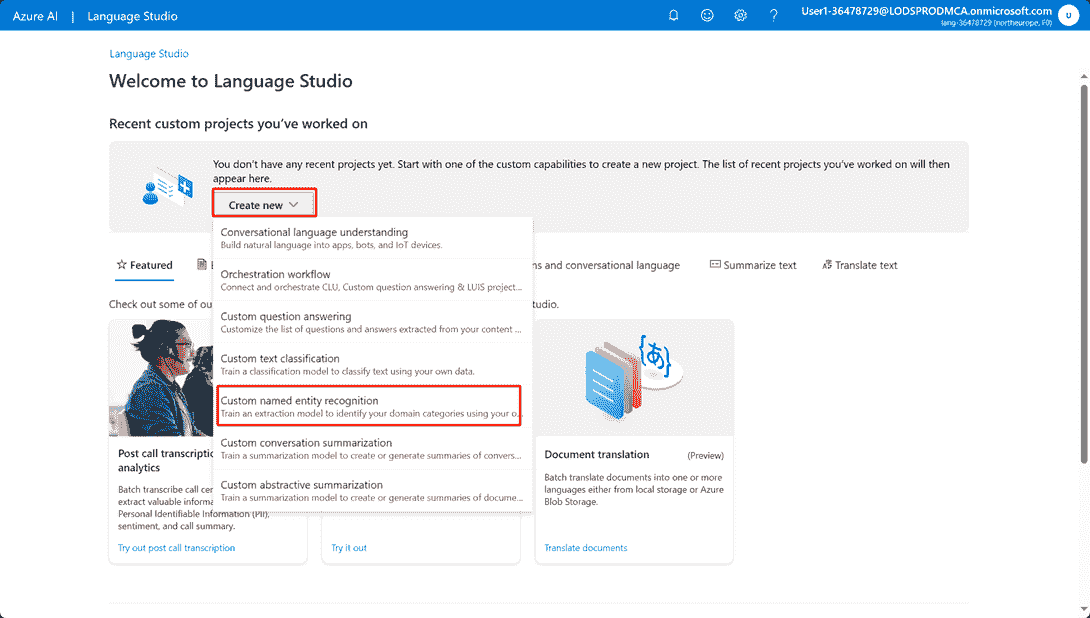 Azure AI | Language Studio
User1-36478729@LODSPRODMCA.onmicrosoft.com
lang-36478729 (northeurope, F0)
U
Language Studio
Welcome to Language Studio
Recent custom projects you've worked on
You don't have any recent projects yet. Start with one of the custom capabilities to create a new project. The list of recent projects you've worked on will then
appear here.
Create new
Conversational language understanding
Build natural language into apps, bots, and IoT devices.
Featured
ns and conversational language
Summarize text
Translate text
Orchestration workflow
Connect and orchestrate CLU, Custom question answering & LUIS project...
Check out some of ou
tudio.
Custom question answering
Customize the list of questions and answers extracted from your content ...
Custom text classification
Train a classification model to classify text using your own data.
Custom named entity recognition
Train an extraction model to identify your domain categories using your o...
Custom conversation summarization
Train a summarization model to create or generate summaries of convers...
Custom abstractive summarization
Train a summarization model to create or generate summaries of docume...
Post call transcriptio
analytics
Batch transcribe call cen
extract valuable informa
Personal Identifiable Information (PII),
sentiment, and call summary.
Try out post call transcription
Try it out
Document translation
(Preview)
Batch translate documents into one or more
languages either from local storage or Azure
Blob Storage.
Translate documents